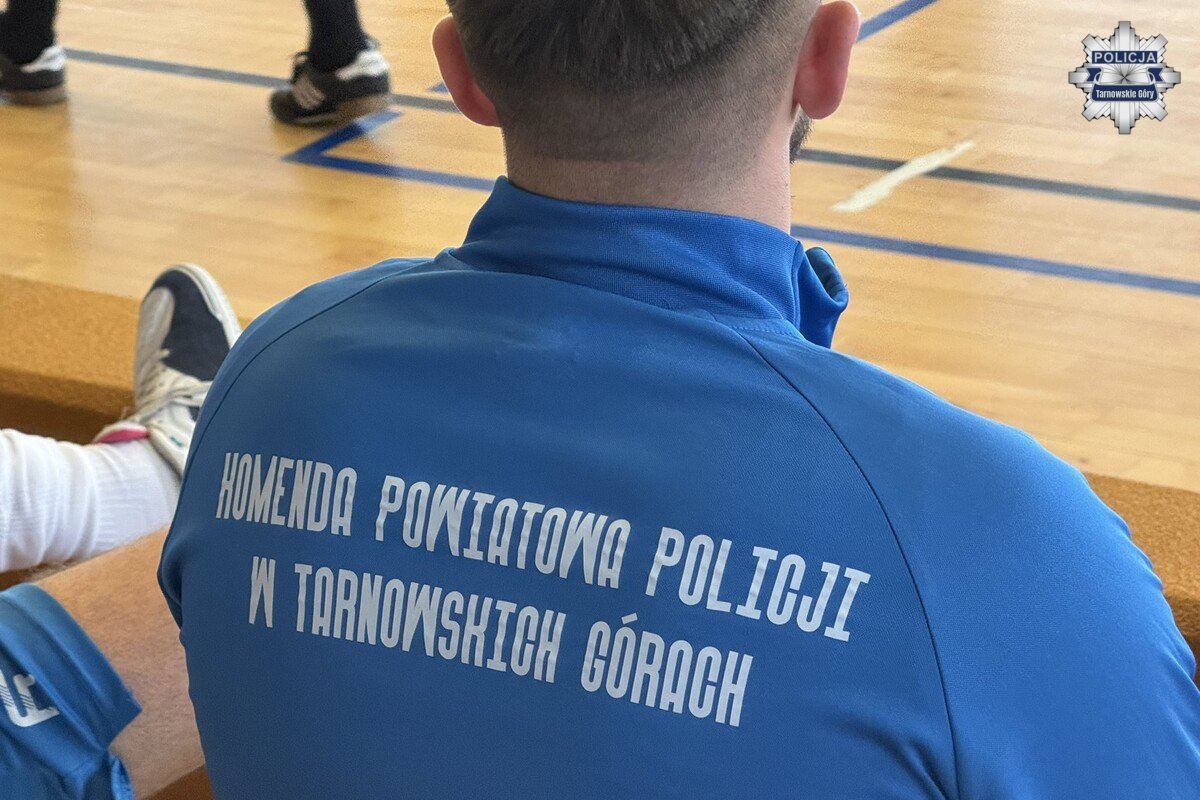 POLICJA
Tarnowskie Góry
KOMENDA POWIATOWA POLICJI
W TARNOWSKICH GÓRACH